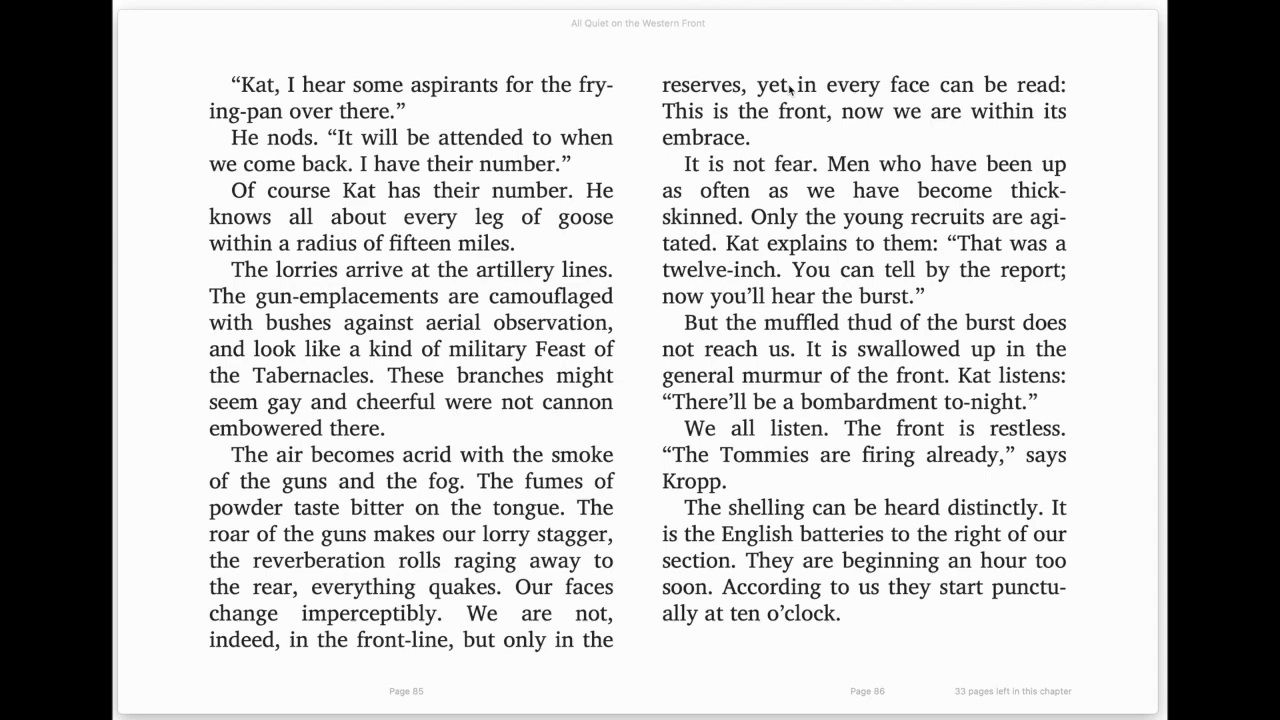 All Quiet on the Western Front
“Kat, I hear some aspirants for the fry-
ing-pan over there.”
He nods. “It will be attended to when
we come back. I have their number.”
Of course Kat has their number. He
knows all about every leg of goose
within a radius of fifteen miles.
The lorries arrive at the artillery lines.
The gun-emplacements are camouflaged
with bushes against aerial observation,
and look like a kind of military Feast of
the Tabernacles. These branches might
seem gay and cheerful were not cannon
embowered there.
The air becomes acrid with the smoke
of the guns and the fog. The fumes of
powder taste bitter on the tongue. The
roar of the guns makes our lorry stagger,
the reverberation rolls raging away to
the rear, everything quakes. Our faces
change imperceptibly. We are not,
indeed, in the front-line, but only in the
Page 85
reserves, yet in every face can be read:
This is the front, now we are within its
embrace.
It is not fear. Men who have been up
as often as we have become thick-
skinned. Only the young recruits are agi-
tated. Kat explains to them: “That was a
twelve-inch. You can tell by the report;
now you’ll hear the burst.”
But the muffled thud of the burst does
not reach us. It is swallowed up in the
general murmur of the front. Kat listens:
“There’ll be a bombardment to-night.”
We all listen. The front is restless.
“The Tommies are firing already,” says
Kropp.
The shelling can be heard distinctly. It
is the English batteries to the right of our
section. They are beginning an hour too
soon. According to us they start punctu-
ally at ten o’clock.
Page 86
33 pages left in this chapter